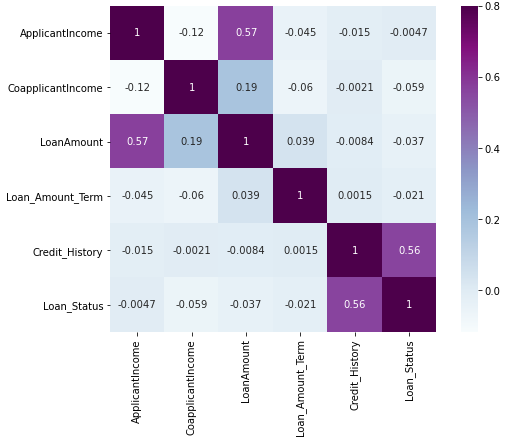 ApplicantIncome 1 -0.12 0.57 -0.045 -0.015 -0.0047
CoapplicantIncome -0.12 1 0.19 -0.06 -0.0021 -0.059
LoanAmount 0.57 0.19 1 0.039 -0.0084 -0.037
Loan_Amount_Term -0.045 -0.06 0.039 1 0.0015 -0.021
Credit_History -0.015 -0.0021 -0.0084 0.0015 1 0.56
Loan_Status -0.0047 -0.059 -0.037 -0.021 0.56 1
ApplicantIncome
CoapplicantIncome
LoanAmount
Loan_Amount_Term
Credit_History
Loan_Status
0.8
0.6
0.4
0.2
0.0